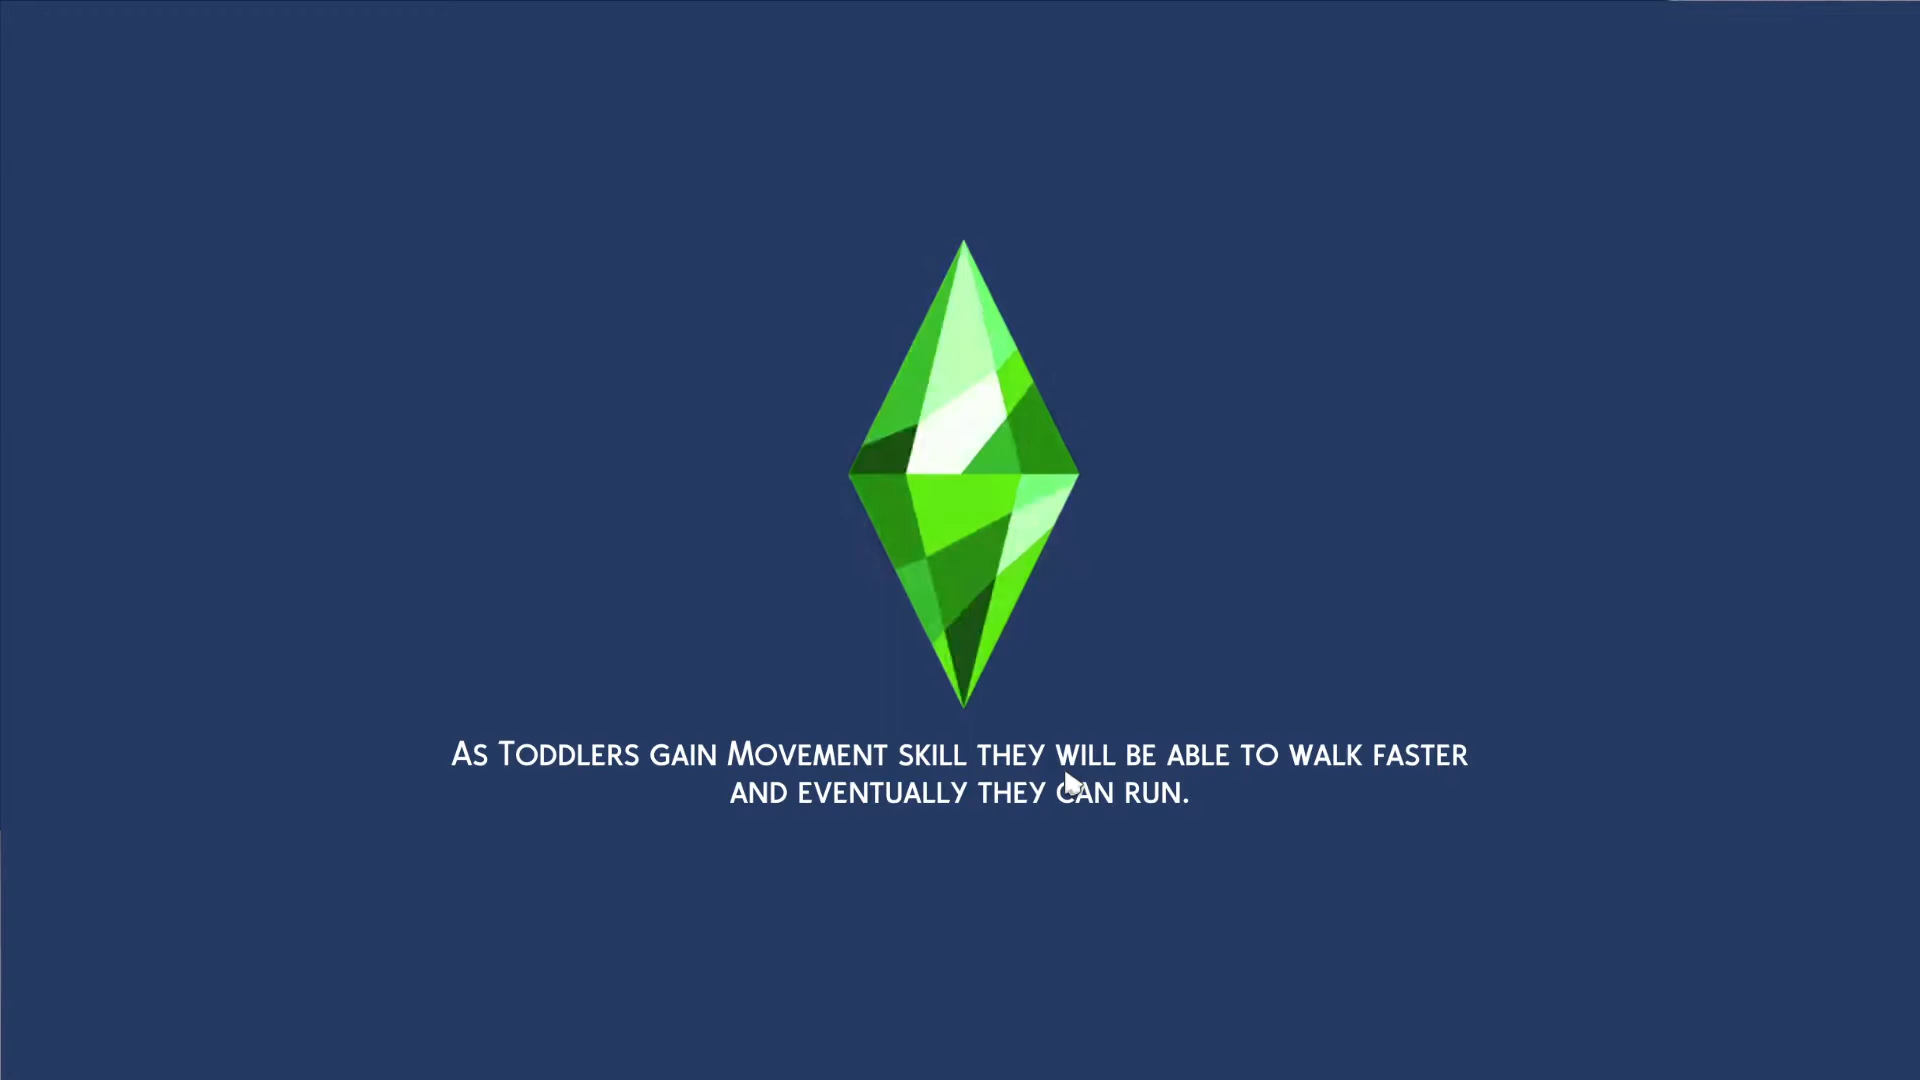 As Toddlers gain Movement skill they will be able to walk faster
and eventually they can run.